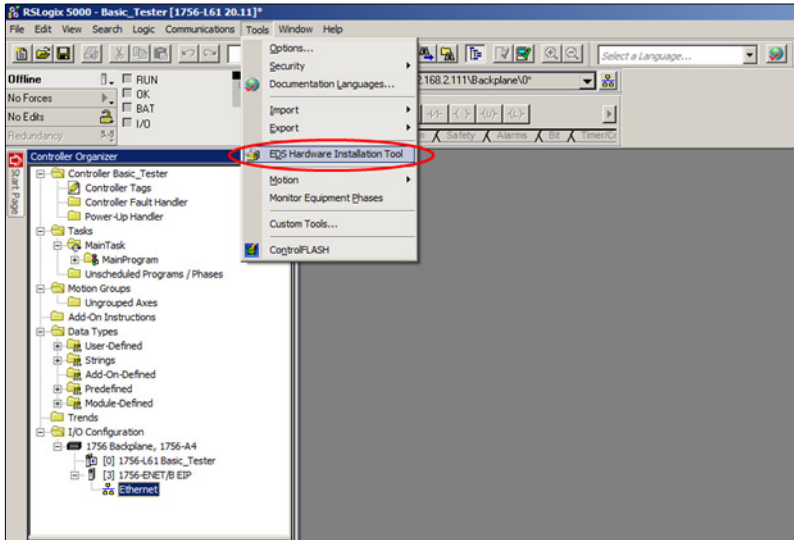 RSLogix 5000 - Basic_Tester [1756-L61 20.11]*
File Edit View Search Logic Communications Tools Window Help
Select a Language...
Options...
Security
Documentation Languages...
Import
Export
EDS Hardware Installation Tool
Motion
Monitor Equipment Phases
Custom Tools...
ControlFLASH
Offline
RUN
No Forces
OK
BAT
No Edits
I/O
Redundancy
.168.2.111\Backplane\0*
Safety Alarms Bit
Start Page
Controller Organizer
Controller Basic_Tester
Controller Tags
Controller Fault Handler
Power-Up Handler
Tasks
MainTask
MainProgram
Unscheduled Programs / Phases
Motion Groups
Ungrouped Axes
Add-On Instructions
Data Types
User-Defined
Strings
Add-On-Defined
Predefined
Module-Defined
Trends
I/O Configuration
1756 Backplane, 1756-A4
[0] 1756-L61 Basic_Tester
[3] 1756-ENET/B EIP
Ethernet